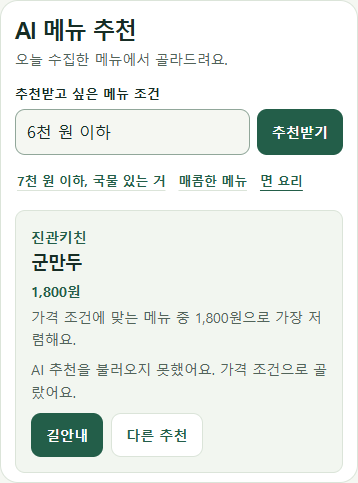 AI 메뉴 추천
오늘 수집한 메뉴에서 골라드려요.
추천받고 싶은 메뉴 조건
6천 원 이하
추천받기
7천 원 이하, 국물 있는 거
매콤한 메뉴
면 요리
진관키친
군만두
1,800원
가격 조건에 맞는 메뉴 중 1,800원으로 가장 저
렴해요.
AI 추천을 불러오지 못했어요. 가격 조건으로 골
랐어요.
길안내
다른 추천